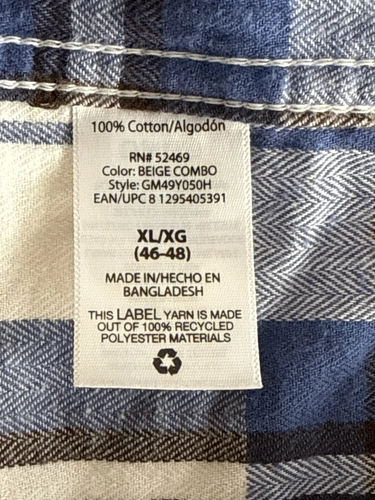 100% Cotton/Algodón
RN# 52469
Color: BEIGE COMBO
Style: GM49Y050H
EAN/UPC 8 1295405391
XL/XG
(46-48)
MADE IN/HECHO EN
BANGLADESH
THIS LABEL YARN IS MADE
OUT OF 100% RECYCLED
POLYESTER MATERIALS